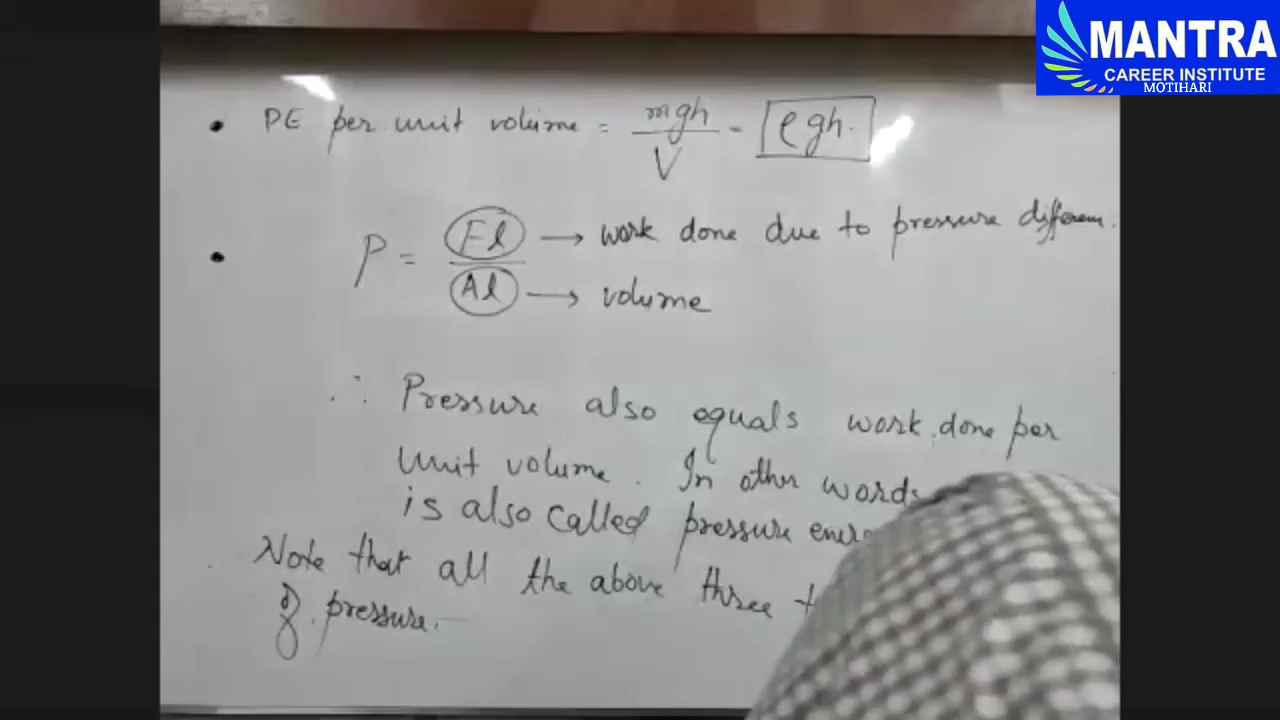 MANTRA
CAREER INSTITUTE
MOTIHARI
• PE per unit volume = mgh / V = ρgh.
• P = Fl / Al
Fl → work done due to pressure
Al → volume
∴ Pressure also equals work done per
unit volume. In other words
is also called pressure
Note that all the above three
of pressure.